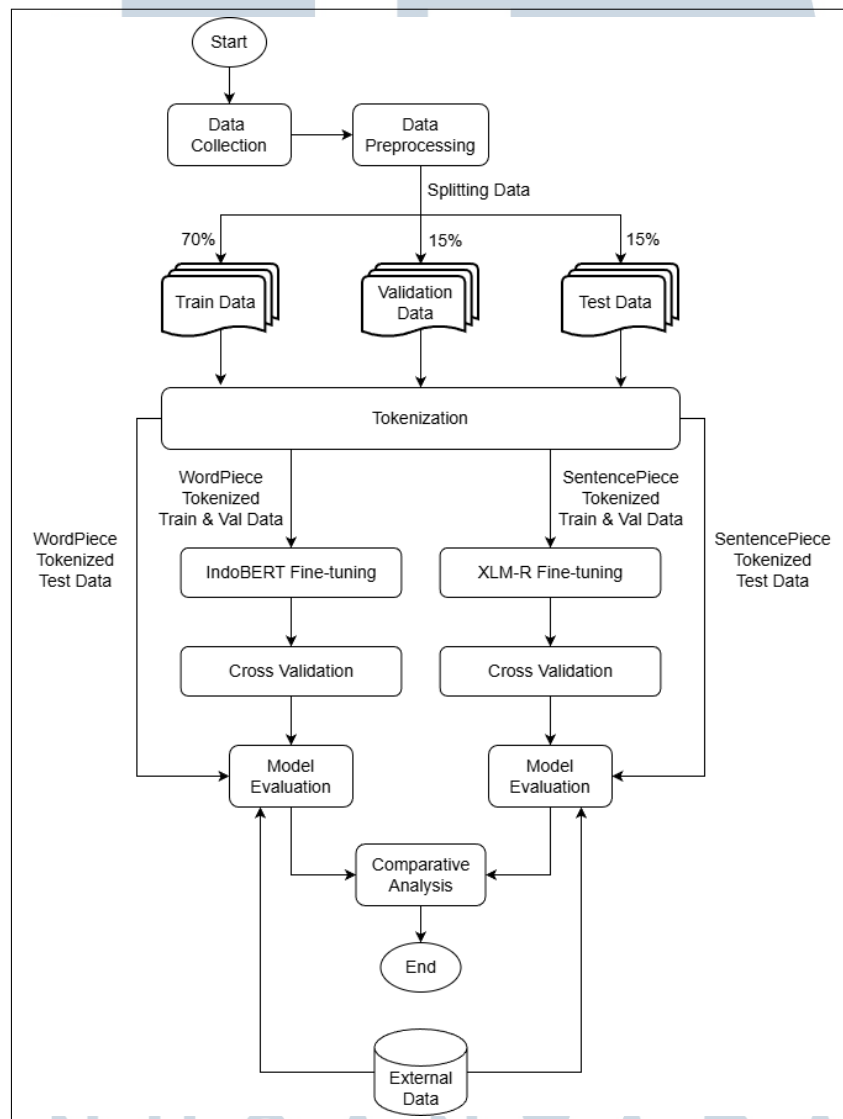 Start
Data
Collection
Data
Preprocessing
Splitting Data
70%
15%
15%
Train Data
Validation
Data
Test Data
Tokenization
WordPiece
Tokenized
Train & Val Data
SentencePiece
Tokenized
Train & Val Data
WordPiece
Tokenized
Test Data
SentencePiece
Tokenized
Test Data
IndoBERT Fine-tuning
XLM-R Fine-tuning
Cross Validation
Cross Validation
Model
Evaluation
Model
Evaluation
Comparative
Analysis
End
External
Data